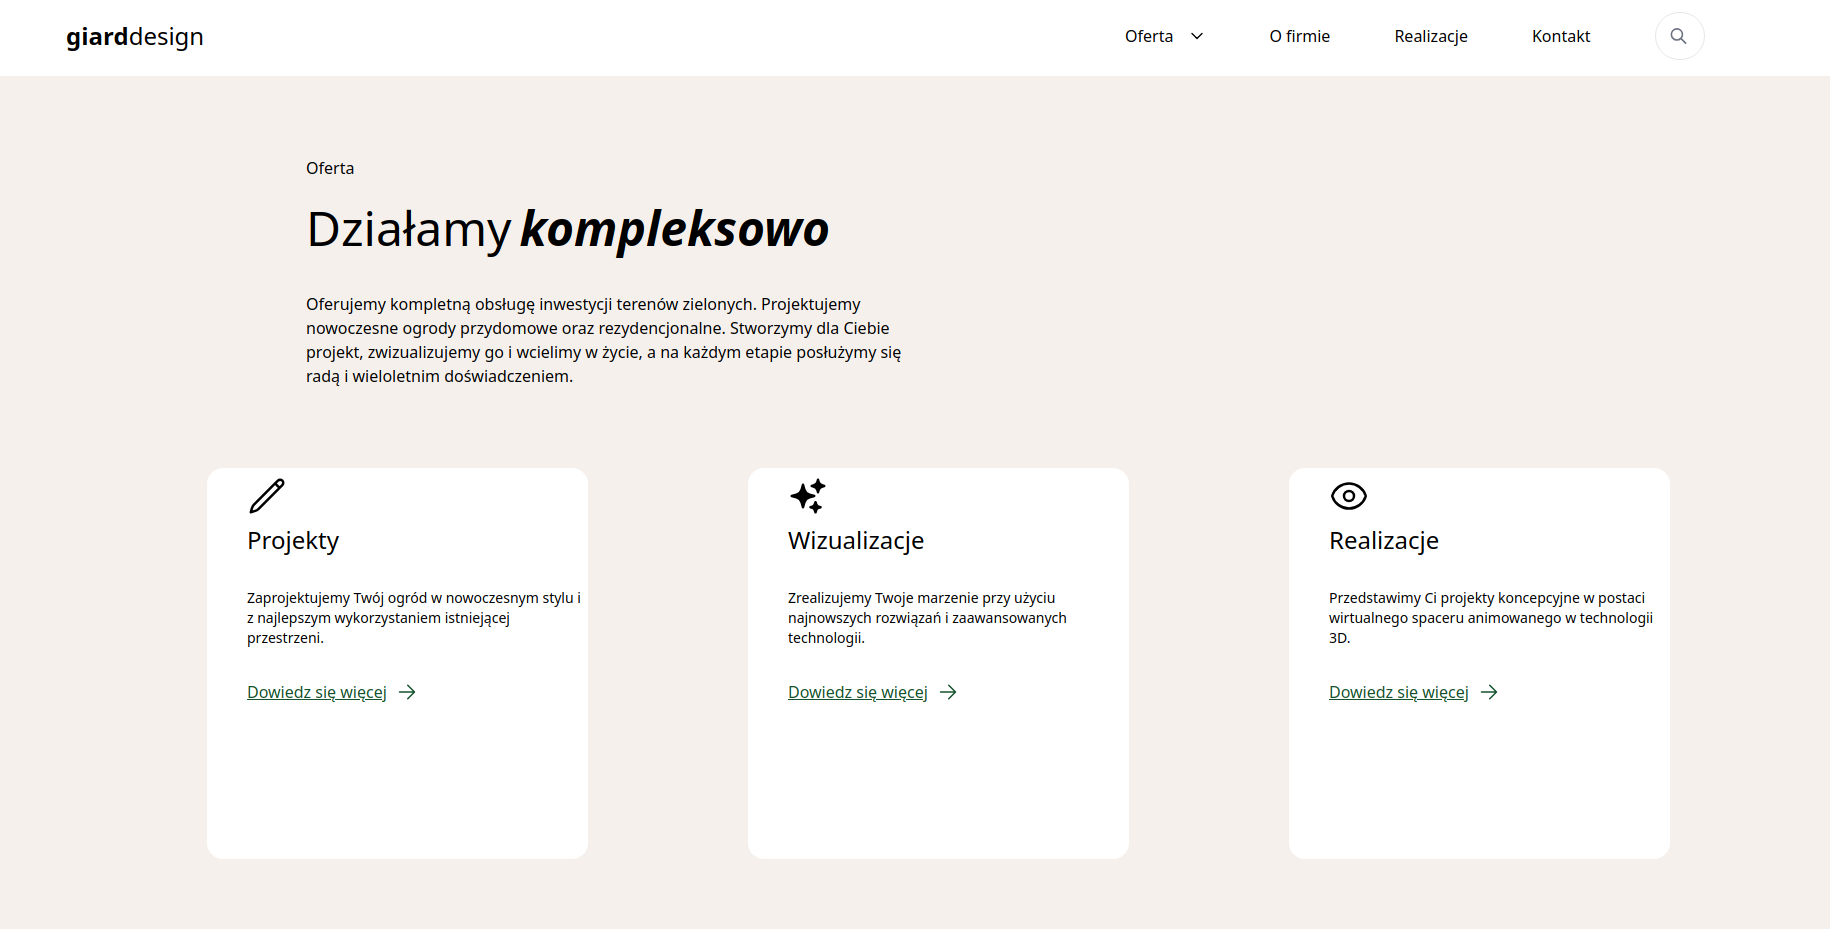 giarddesign
Oferta
O firmie
Realizacje
Kontakt
Oferta
Działamy kompleksowo
Oferujemy kompletną obsługę inwestycji terenów zielonych. Projektujemy
nowoczesne ogrody przydomowe oraz rezydencjonalne. Stworzymy dla Ciebie
projekt, zwizualizujemy go i wcielimy w życie, a na każdym etapie posłużymy się
radą i wieloletnim doświadczeniem.
Projekty
Zaprojektujemy Twój ogród w nowoczesnym stylu i
z najlepszym wykorzystaniem istniejącej
przestrzeni.
Dowiedz się więcej
Wizualizacje
Zrealizujemy Twoje marzenie przy użyciu
najnowszych rozwiązań i zaawansowanych
technologii.
Dowiedz się więcej
Realizacje
Przedstawimy Ci projekty koncepcyjne w postaci
wirtualnego spaceru animowanego w technologii
3D.
Dowiedz się więcej